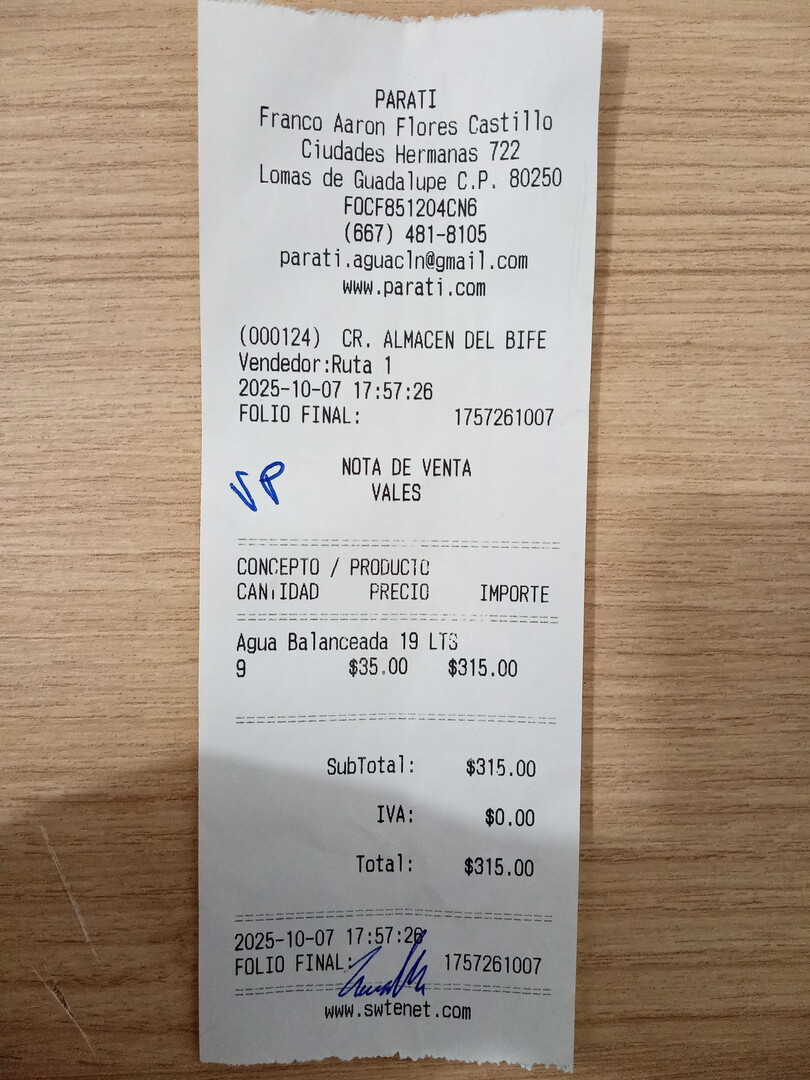 PARATI
Franco Aaron Flores Castillo
Ciudades Hermanas 722
Lomas de Guadalupe C.P. 80250
FOCF851204CN6
(667) 481-8105
parati.aguacln@gmail.com
www.parati.com
(000124) CR. ALMACEN DEL BIFE
Vendedor:Ruta 1
2025-10-07 17:57:26
FOLIO FINAL: 1757261007
NOTA DE VENTA
VP
VALES
CONCEPTO / PRODUCTO
CANTIDAD PRECIO IMPORTE
Agua Balanceada 19 LTS
9 $35.00 $315.00
SubTotal: $315.00
IVA: $0.00
Total: $315.00
2025-10-07 17:57:26
FOLIO FINAL: 1757261007
www.swtenet.com